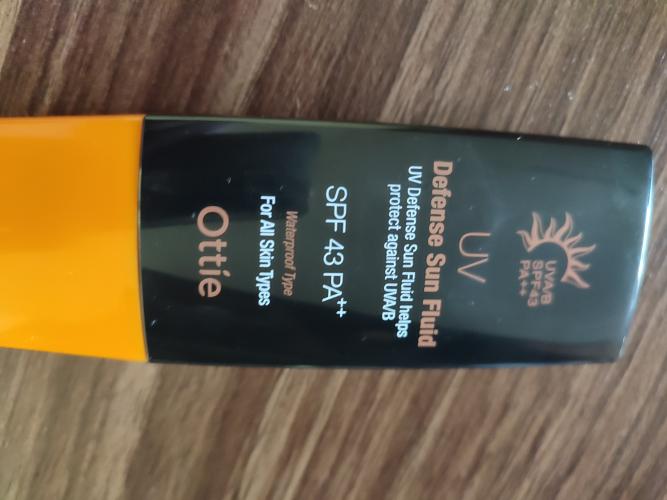 UVA/B
SPF43
PA++
UV
Defense Sun Fluid
UV Defense Sun Fluid helps
protect against UVA/B
SPF 43 PA++
Waterproof Type
For All Skin Types
Ottie